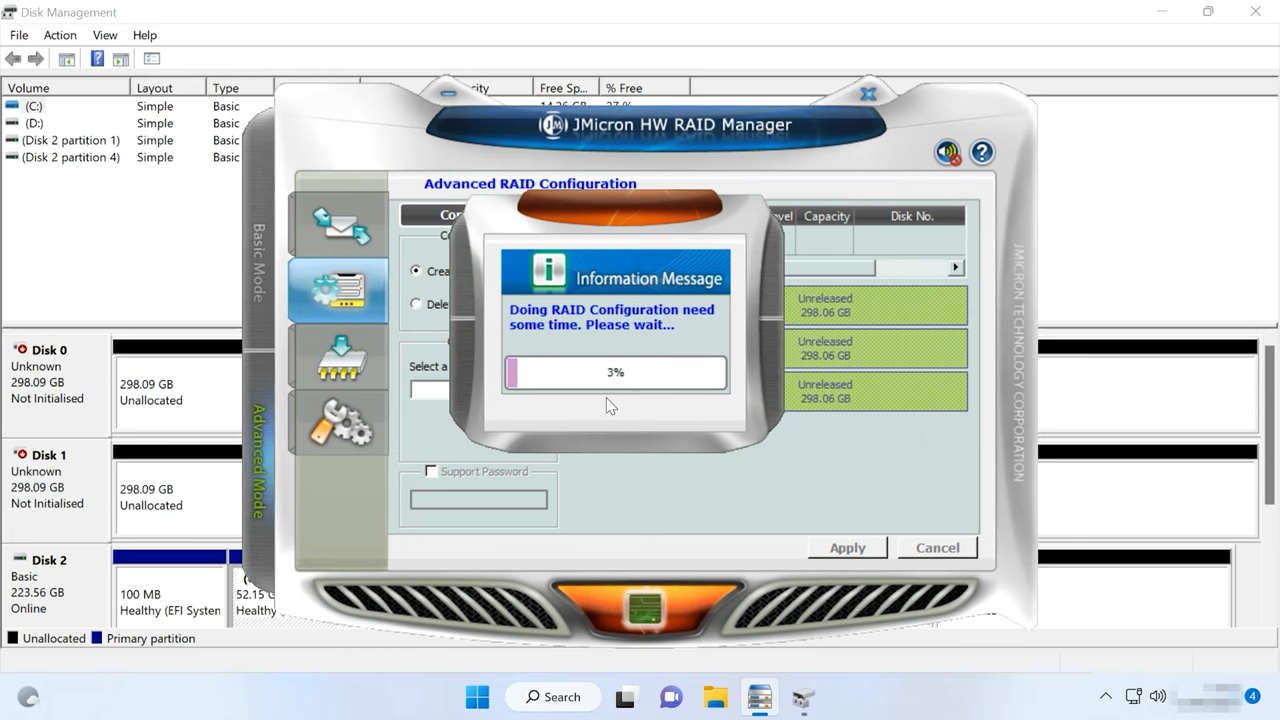 Disk Management
File Action View Help
Volume Layout Type Free Sp... % Free
(C:) Simple Basic
(D:) Simple Basic
(Disk 2 partition 1) Simple Basic
(Disk 2 partition 4) Simple Basic
JMicron HW RAID Manager
Advanced RAID Configuration
Capacity Disk No.
Basic Mode
Advanced Mode
JMICRON TECHNOLOGY CORPORATION
Information Message
Doing RAID Configuration need
some time. Please wait...
3%
Crea
Dele
Select a
Unreleased
298.06 GB
Unreleased
298.06 GB
Unreleased
298.06 GB
Support Password
Apply Cancel
Disk 0
Unknown
298.09 GB
Not Initialised
298.09 GB
Unallocated
Disk 1
Unknown
298.09 GB
Not Initialised
298.09 GB
Unallocated
Disk 2
Basic
223.56 GB
Online
100 MB
Healthy (EFI System
52.15 G
Healthy
Unallocated Primary partition
Search
4